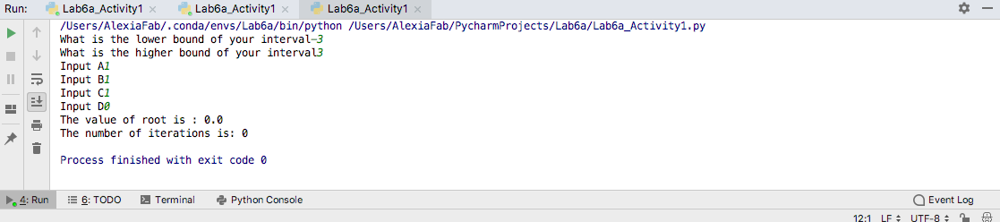 Run: Lab6a_Activity1 × Lab6a_Activity1 × Lab6a_Activity1 ×
/Users/AlexiaFab/.conda/envs/Lab6a/bin/python /Users/AlexiaFab/PycharmProjects/Lab6a/Lab6a_Activity1.py
What is the lower bound of your interval-3
What is the higher bound of your interval3
Input A1
Input B1
Input C1
Input D0
The value of root is : 0.0
The number of iterations is: 0
Process finished with exit code 0
4: Run 6: TODO Terminal Python Console Event Log
12:1 LF UTF-8